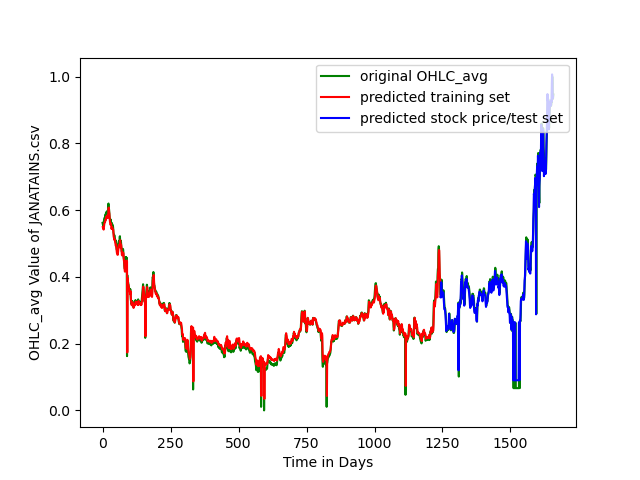 original OHLC_avg
predicted training set
predicted stock price/test set
OHLC_avg Value of JANATAINS.csv
1.0
0.8
0.6
0.4
0.2
0.0
0 250 500 750 1000 1250 1500
Time in Days